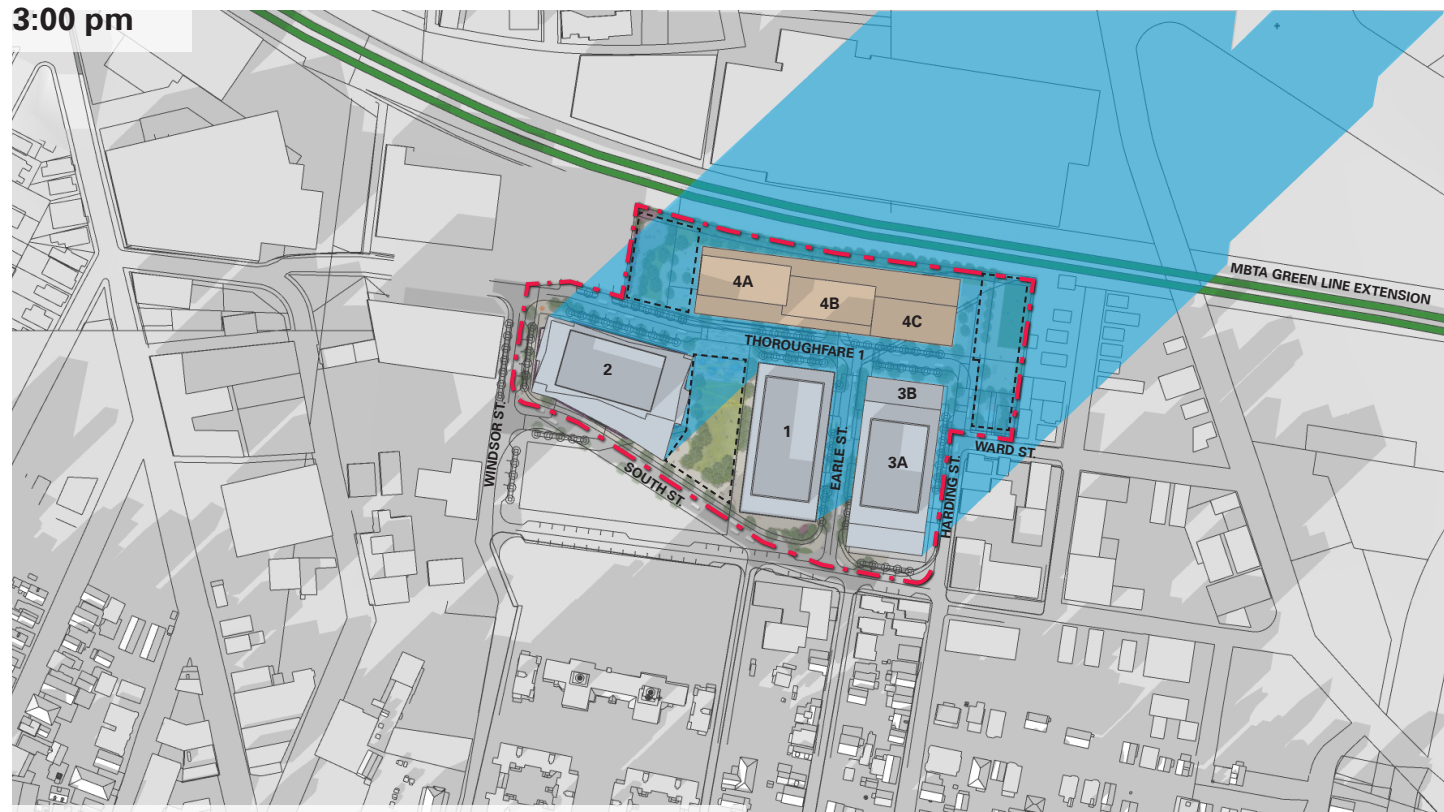 3:00 pm
MBTA GREEN LINE EXTENSION
4A
4B
4C
THOROUGHFARE 1
2
3B
1
3A
WINDSOR ST.
SOUTH ST.
EARLE ST.
HARDING ST.
WARD ST.